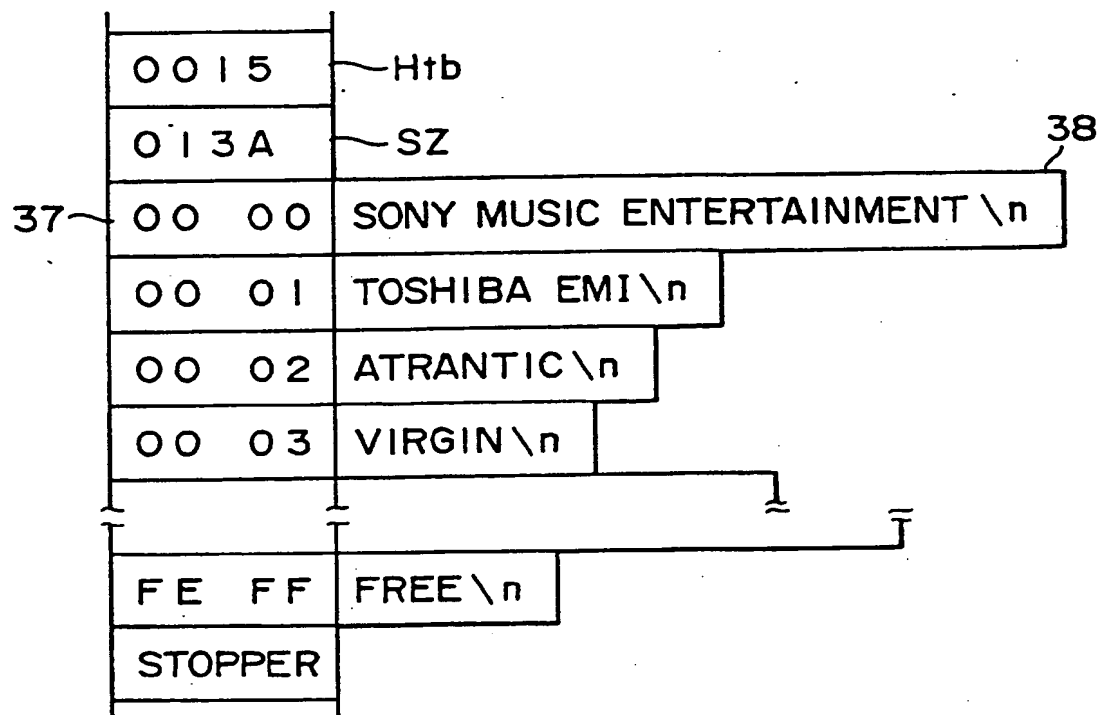 0015 Htb
013A SZ
38
37 00 00 SONY MUSIC ENTERTAINMENT \n
00 01 TOSHIBA EMI \n
00 02 ATRANTIC \n
00 03 VIRGIN \n
FE FF FREE \n
STOPPER